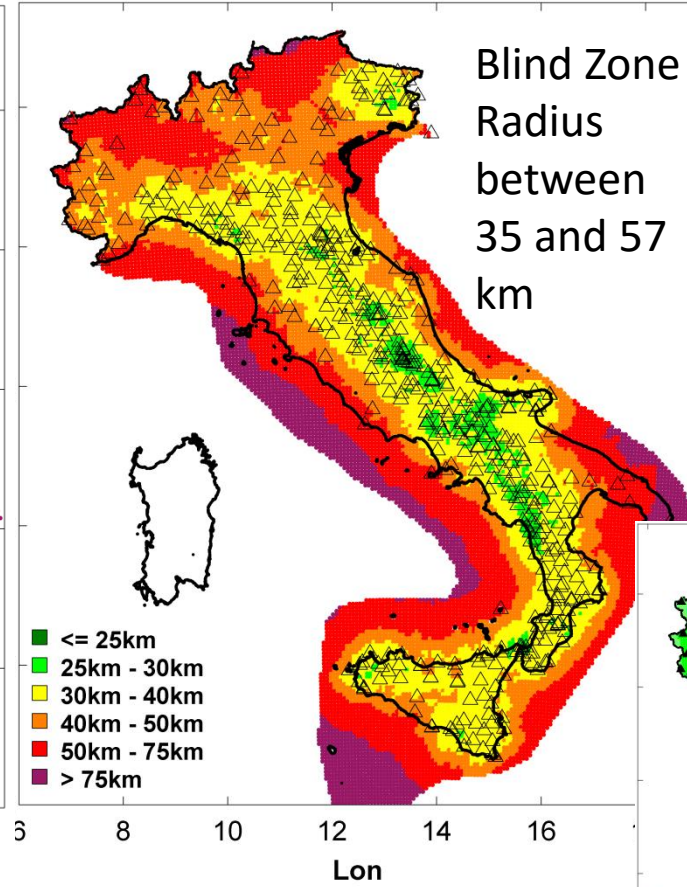 Blind Zone
Radius
between
35 and 57
km
<= 25km
25km - 30km
30km - 40km
40km - 50km
50km - 75km
> 75km
8 10 12 14 16
Lon